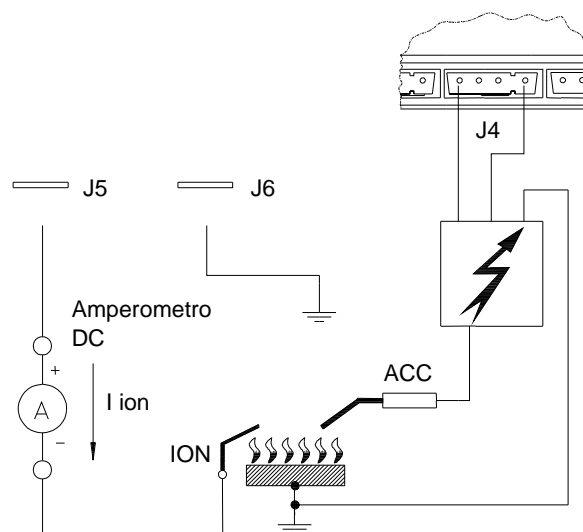 J4
J5
J6
Amperometro
DC
+
A
I ion
–
ACC
ION